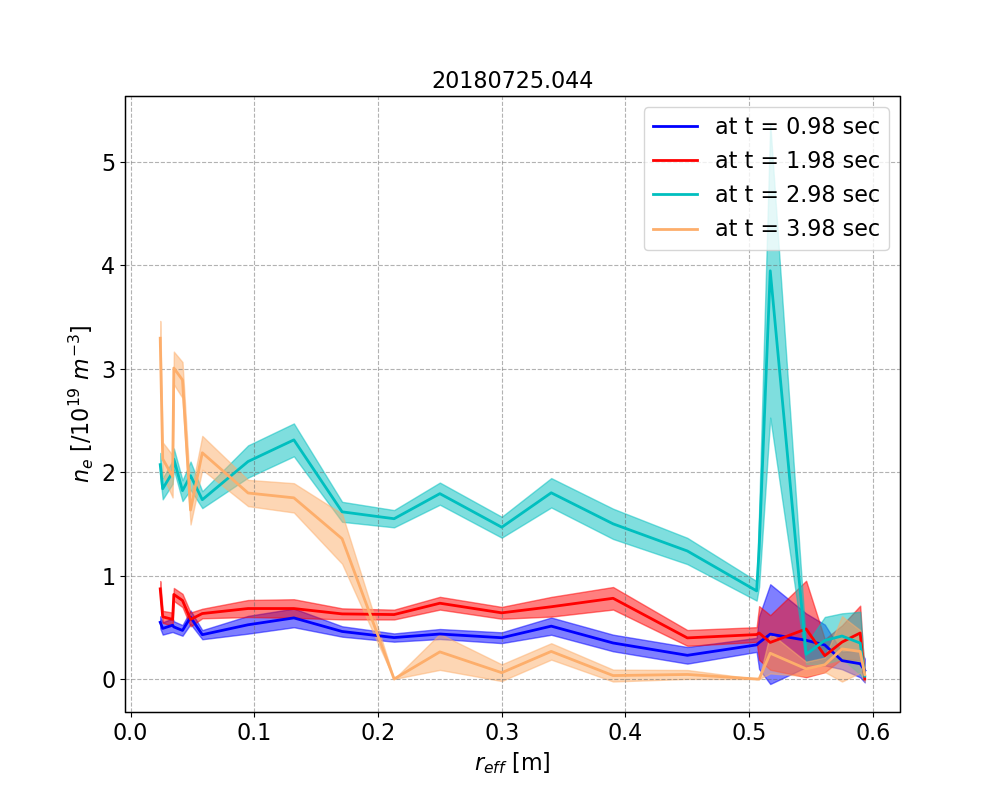 20180725.044
at t = 0.98 sec
at t = 1.98 sec
at t = 2.98 sec
at t = 3.98 sec
n_e [/10^{19} m^{-3}]
5
4
3
2
1
0
0.0 0.1 0.2 0.3 0.4 0.5 0.6
r_{eff} [m]